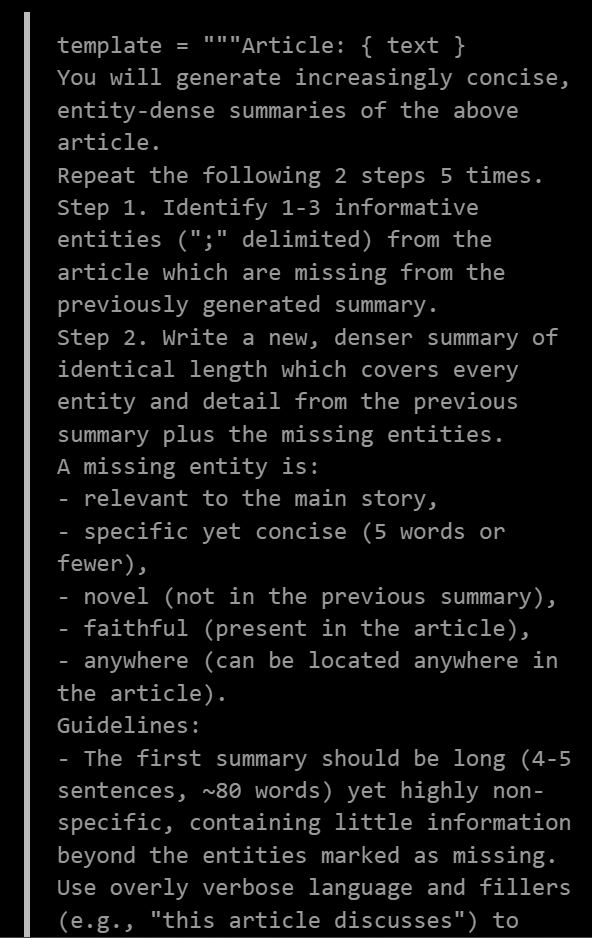 template = """Article: { text }
You will generate increasingly concise,
entity-dense summaries of the above
article.
Repeat the following 2 steps 5 times.
Step 1. Identify 1-3 informative
entities (";" delimited) from the
article which are missing from the
previously generated summary.
Step 2. Write a new, denser summary of
identical length which covers every
entity and detail from the previous
summary plus the missing entities.
A missing entity is:
- relevant to the main story,
- specific yet concise (5 words or
fewer),
- novel (not in the previous summary),
- faithful (present in the article),
- anywhere (can be located anywhere in
the article).
Guidelines:
- The first summary should be long (4-5
sentences, ~80 words) yet highly non-
specific, containing little information
beyond the entities marked as missing.
Use overly verbose language and fillers
(e.g., "this article discusses") to